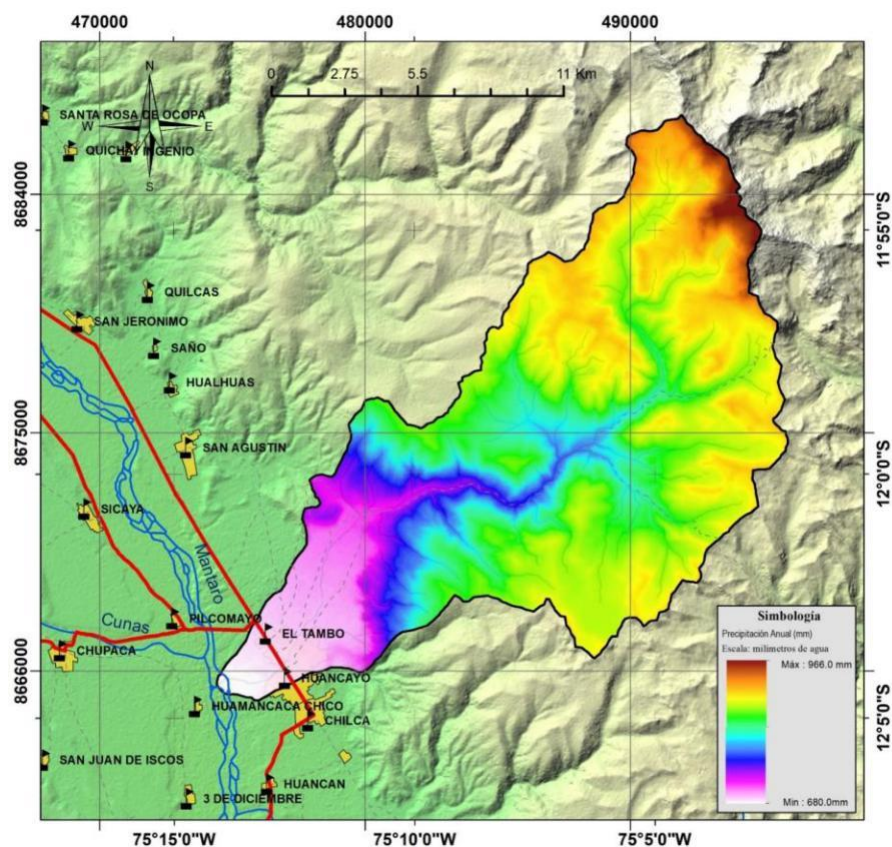 470000 480000 490000
0 2.75 5.5 11 Km
N
SANTA ROSA DE OCOPA
W E
QUICHAY INGENIO
S
8684000
11°55'0"S
QUILCAS
SAN JERONIMO
SAÑO
HUALHUAS
8675000
SAN AGUSTIN
12°0'0"S
SICAYA
Mantaro
Cunas
PILCOMAYO
EL TAMBO
CHUPACA
8666000
HUANCAYO
HUAMANCACA CHICO
CHILCA
12°5'0"S
SAN JUAN DE ISCOS
HUANCAN
3 DE DICIEMBRE
Simbología
Precipitación Anual (mm)
Escala: milimetros de agua
Máx : 966.0 mm
Min : 680.0mm
75°15'0"W 75°10'0"W 75°5'0"W